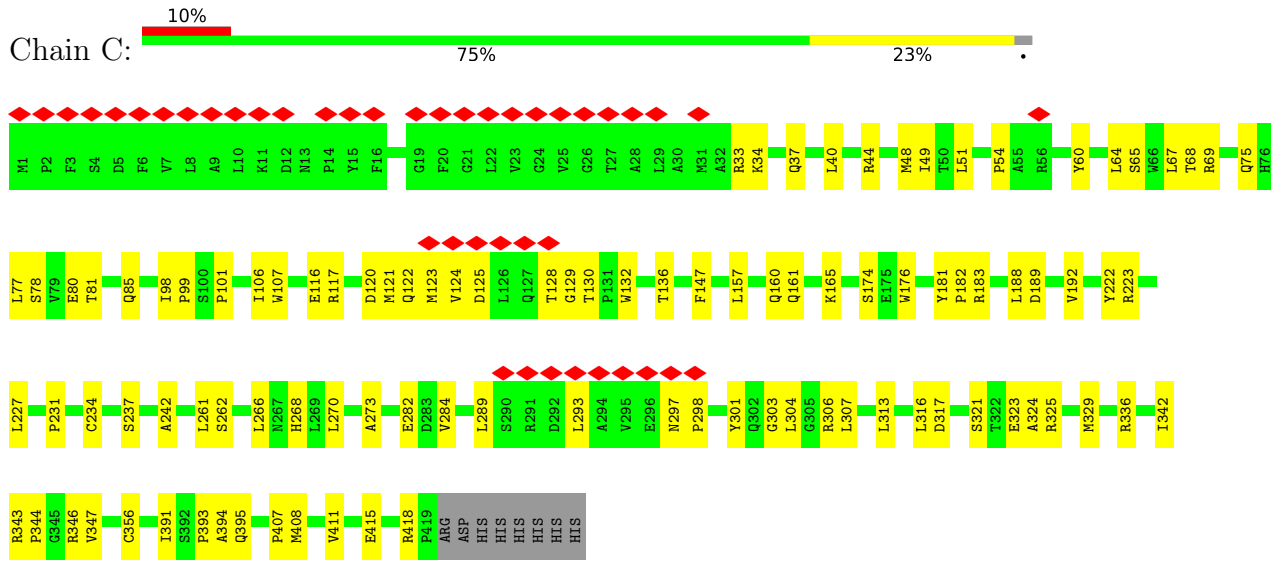 10%
Chain C:
75% 23% •
M1 P2 F3 S4 D5 F6 V7 L8 A9 L10 K11 D12 N13 P14 Y15 F16 G19 F20 G21 L22 V23 G24 V25 G26 T27 A28 L29 A30 M31 A32 R33 K34 Q37 L40 R44 M48 I49 T50 L51 P54 A55 R56 Y60 L64 S65 W66 L67 T68 R69 Q75 H76
L77 S78 V79 E80 T81 Q85 I98 P99 S100 P101 I106 W107 E116 R117 D120 M121 Q122 M123 V124 D125 L126 Q127 T128 G129 T130 P131 W132 T136 F147 L157 Q160 Q161 K165 S174 E175 W176 Y181 P182 R183 L188 D189 V192 Y222 R223
L227 P231 C234 S237 A242 L261 S262 L266 N267 H268 L269 L270 A273 E282 D283 V284 L289 S290 R291 D292 L293 A294 V295 E296 N297 P298 Y301 Q302 G303 L304 G305 R306 L307 L313 L316 D317 S321 T322 E323 A324 R325 M329 R336 I342
R343 P344 G345 R346 V347 C356 I391 S392 P393 A394 Q395 P407 M408 V411 E415 R418 P419 ARG ASP HIS HIS HIS HIS HIS HIS